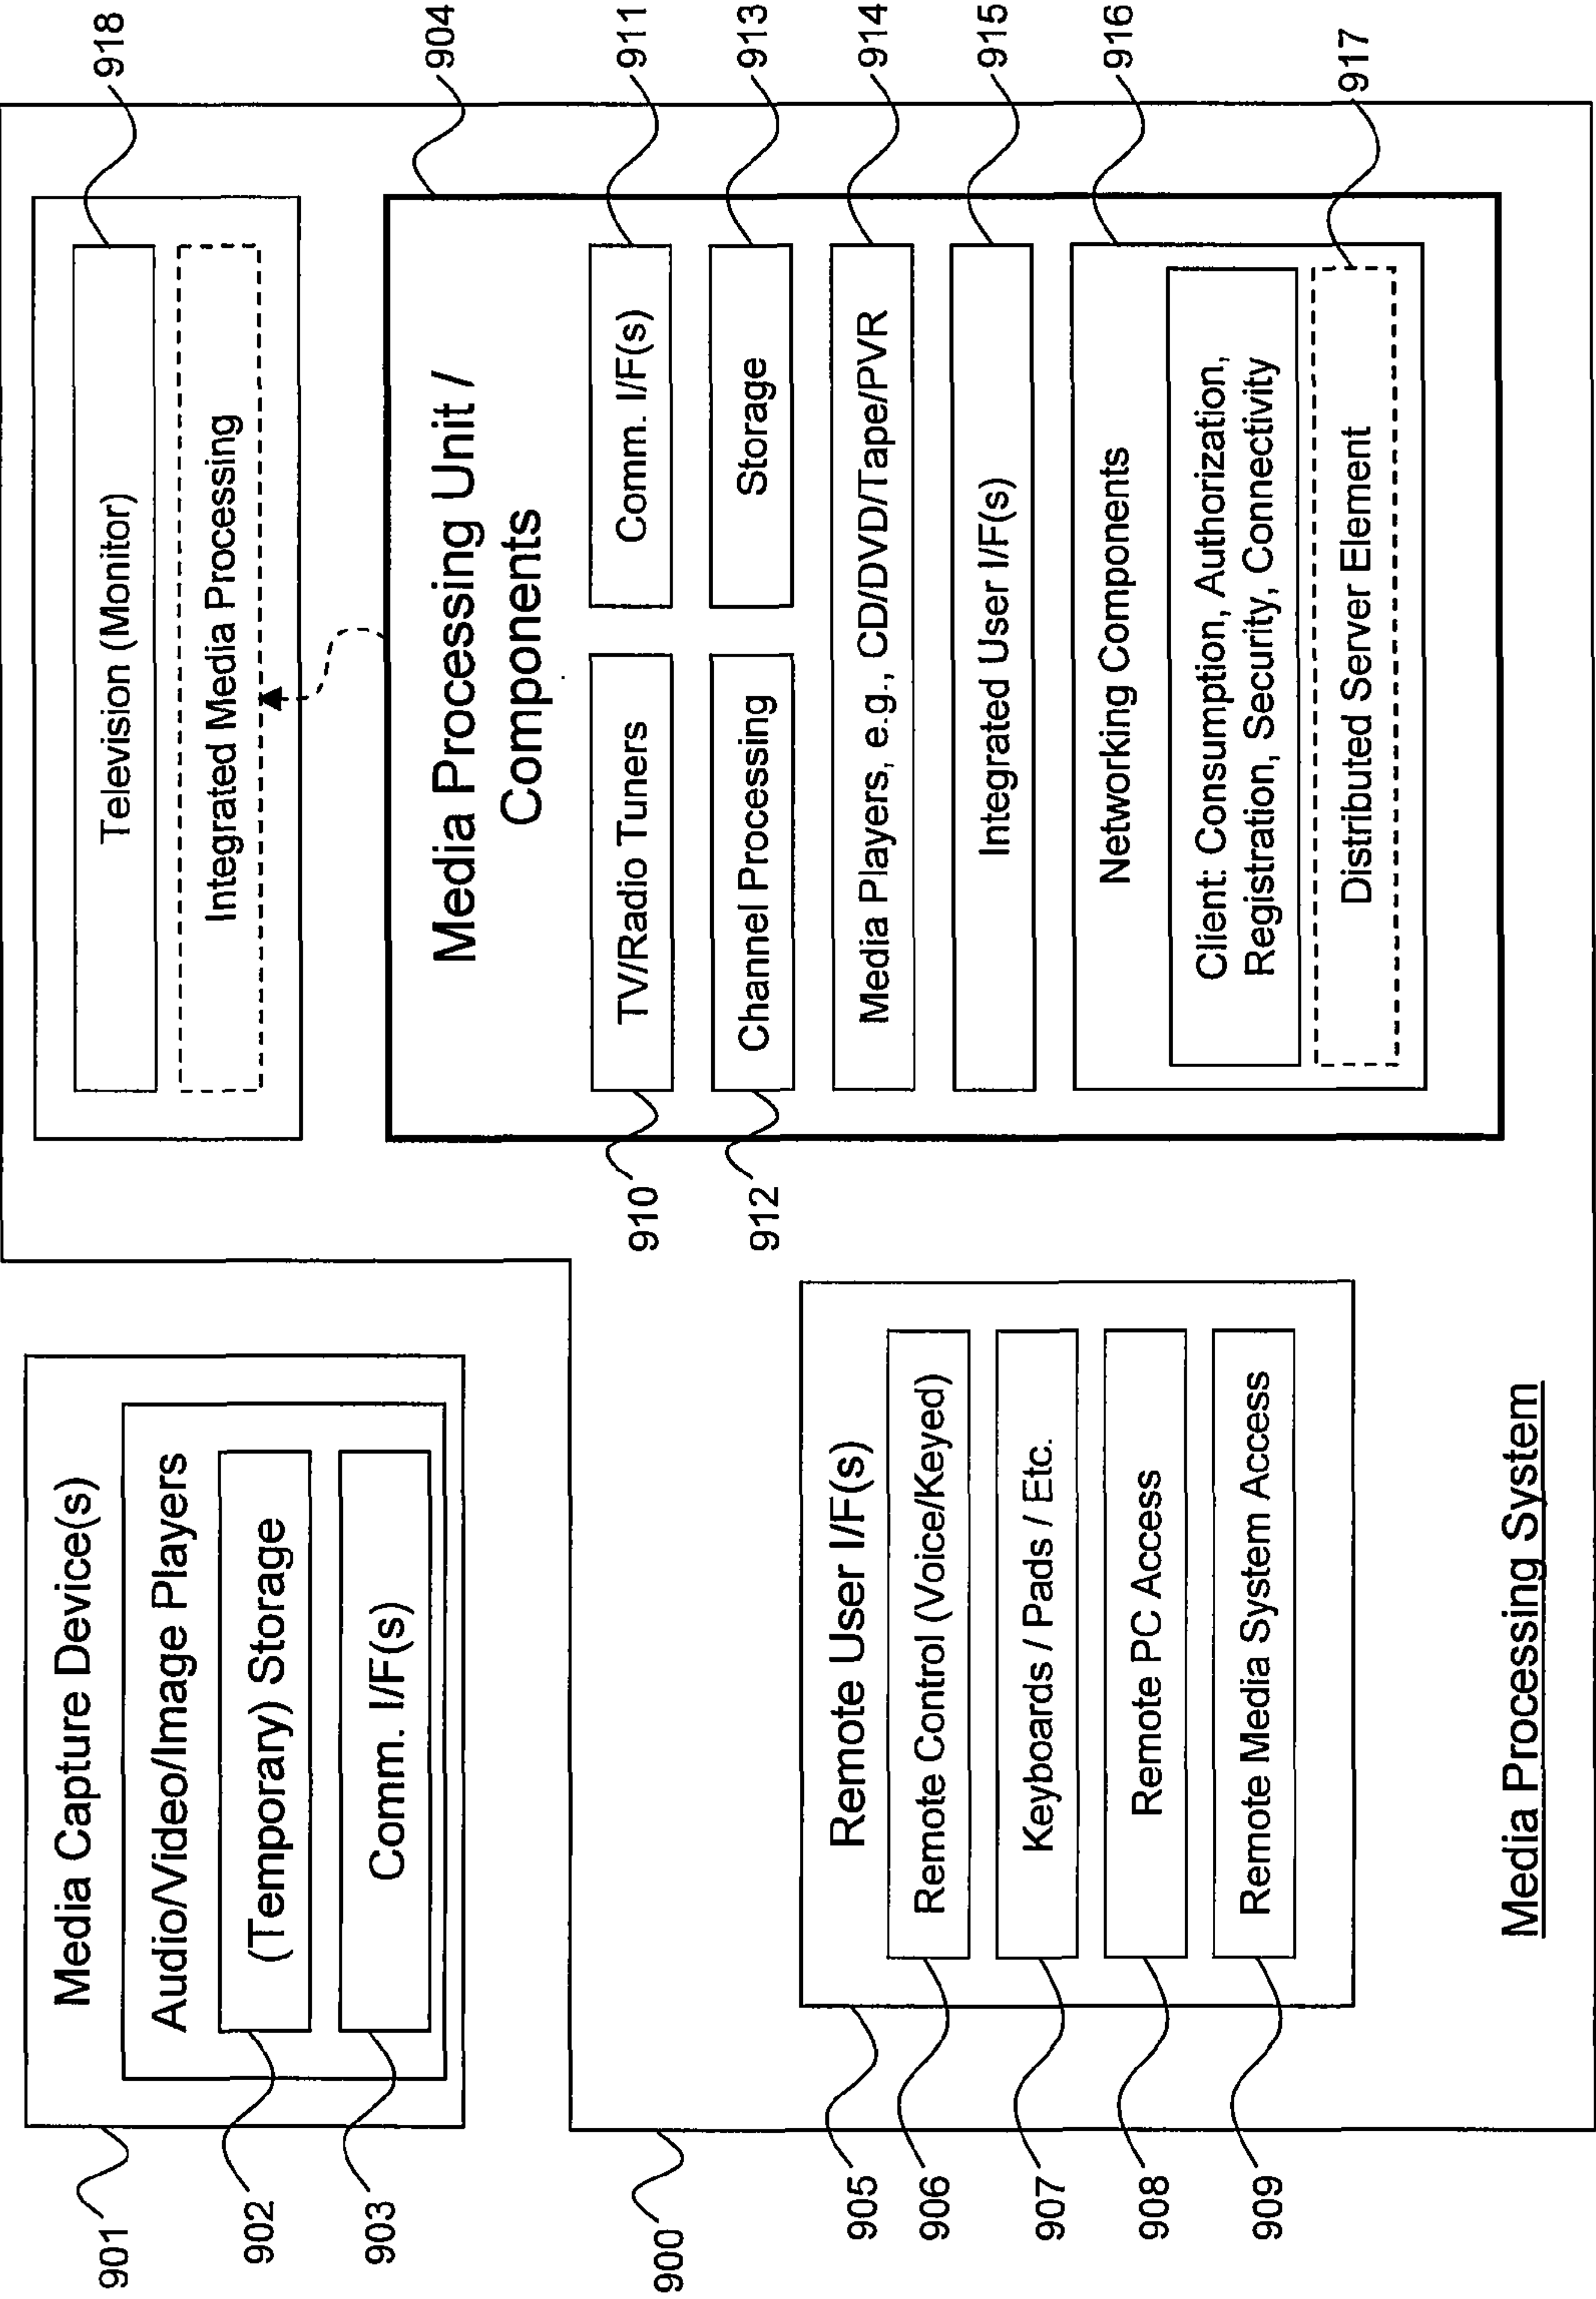 901
Media Capture Device(s)
Audio/Video/Image Players
902
(Temporary) Storage
903
Comm. I/F(s)
900
905
Remote User I/F(s)
906
Remote Control (Voice/Keyed)
907
Keyboards / Pads / Etc.
908
Remote PC Access
909
Remote Media System Access
Media Processing System
918
Television (Monitor)
Integrated Media Processing
904
Media Processing Unit /
Components
910
TV/Radio Tuners
Comm. I/F(s)
911
912
Channel Processing
Storage
913
Media Players, e.g., CD/DVD/Tape/PVR
914
Integrated User I/F(s)
915
Networking Components
916
Client: Consumption, Authorization,
Registration, Security, Connectivity
Distributed Server Element
917